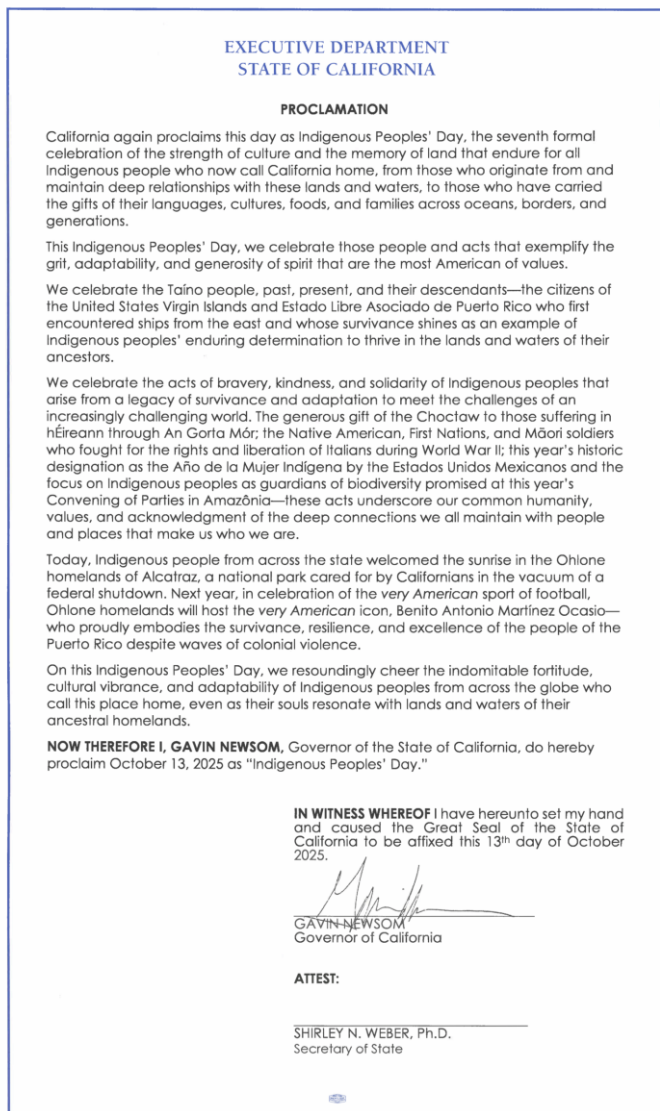 EXECUTIVE DEPARTMENT
STATE OF CALIFORNIA
PROCLAMATION
California again proclaims this day as Indigenous Peoples' Day, the seventh formal
celebration of the strength of culture and the memory of land that endure for all
Indigenous people who now call California home, from those who originate from and
maintain deep relationships with these lands and waters, to those who have carried
the gifts of their languages, cultures, foods, and families across oceans, borders, and
generations.
This Indigenous Peoples' Day, we celebrate those people and acts that exemplify the
grit, adaptability, and generosity of spirit that are the most American of values.
We celebrate the Taíno people, past, present, and their descendants—the citizens of
the United States Virgin Islands and Estado Libre Asociado de Puerto Rico who first
encountered ships from the east and whose survivance shines as an example of
Indigenous peoples' enduring determination to thrive in the lands and waters of their
ancestors.
We celebrate the acts of bravery, kindness, and solidarity of Indigenous peoples that
arise from a legacy of survivance and adaptation to meet the challenges of an
increasingly challenging world. The generous gift of the Choctaw to those suffering in
hÉireann through An Gorta Mór; the Native American, First Nations, and Māori soldiers
who fought for the rights and liberation of Italians during World War II; this year's historic
designation as the Año de la Mujer Indígena by the Estados Unidos Mexicanos and the
focus on Indigenous peoples as guardians of biodiversity promised at this year's
Convening of Parties in Amazônia—these acts underscore our common humanity,
values, and acknowledgment of the deep connections we all maintain with people
and places that make us who we are.
Today, Indigenous people from across the state welcomed the sunrise in the Ohlone
homelands of Alcatraz, a national park cared for by Californians in the vacuum of a
federal shutdown. Next year, in celebration of the very American sport of football,
Ohlone homelands will host the very American icon, Benito Antonio Martínez Ocasio—
who proudly embodies the survivance, resilience, and excellence of the people of the
Puerto Rico despite waves of colonial violence.
On this Indigenous Peoples' Day, we resoundingly cheer the indomitable fortitude,
cultural vibrance, and adaptability of Indigenous peoples from across the globe who
call this place home, even as their souls resonate with lands and waters of their
ancestral homelands.
NOW THEREFORE I, GAVIN NEWSOM, Governor of the State of California, do hereby
proclaim October 13, 2025 as "Indigenous Peoples' Day."
IN WITNESS WHEREOF I have hereunto set my hand
and caused the Great Seal of the State of
California to be affixed this 13th day of October
2025.
GAVIN NEWSOM
Governor of California
ATTEST:
SHIRLEY N. WEBER, Ph.D.
Secretary of State